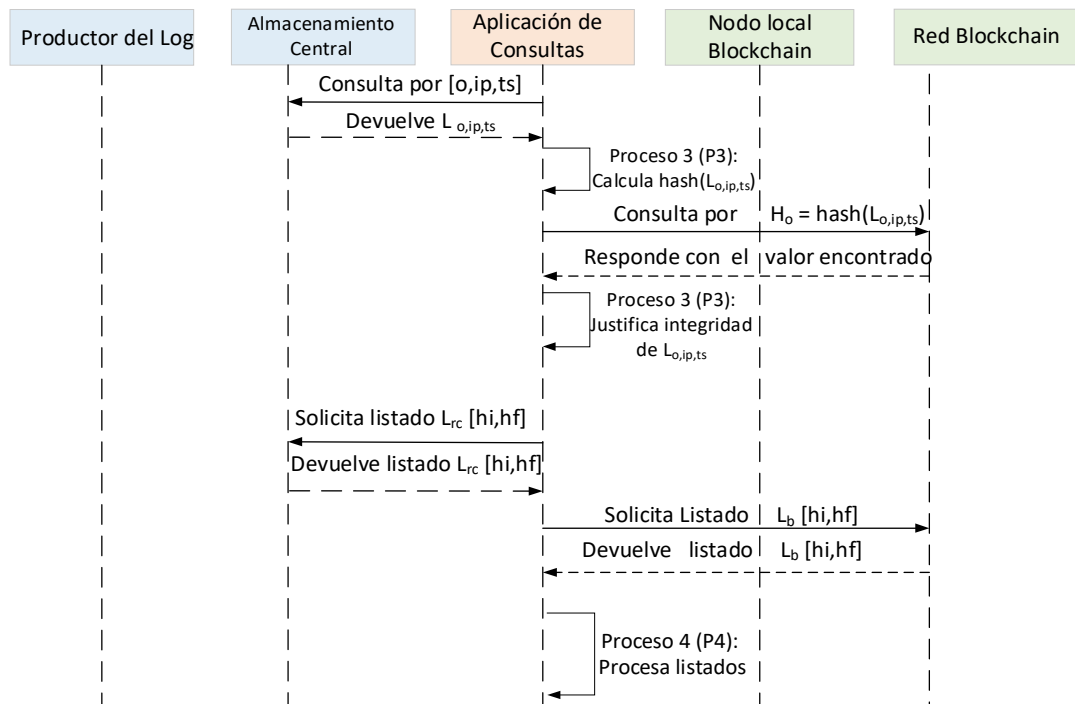 Productor del Log
Almacenamiento
Central
Aplicación de
Consultas
Nodo local
Blockchain
Red Blockchain
Consulta por [o,ip,ts]
Devuelve L o,ip,ts
Proceso 3 (P3):
Calcula hash(Lo,ip,ts)
Consulta por Ho = hash(Lo,ip,ts)
Responde con el valor encontrado
Proceso 3 (P3):
Justifica integridad
de Lo,ip,ts
Solicita listado Lrc [hi,hf]
Devuelve listado Lrc [hi,hf]
Solicita Listado Lb [hi,hf]
Devuelve listado Lb [hi,hf]
Proceso 4 (P4):
Procesa listados